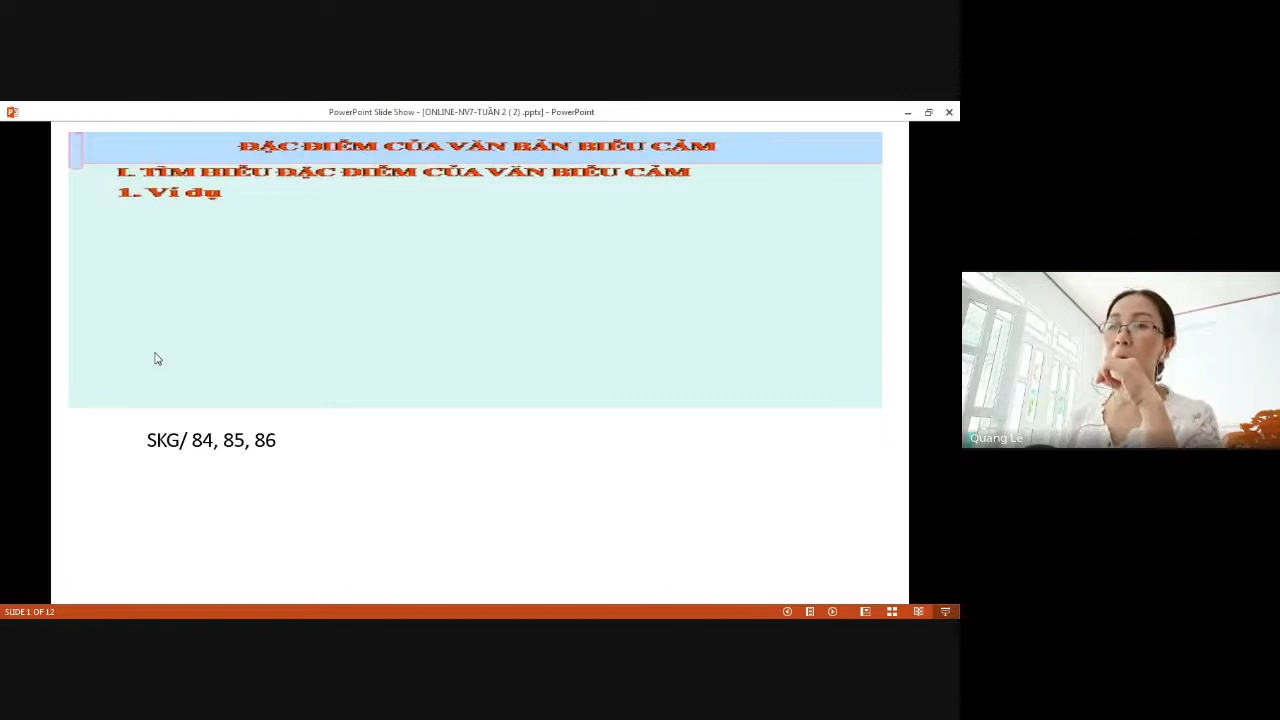 PowerPoint Slide Show - [ONLINE-NV7-TUẦN 2 ( 2) .pptx] - PowerPoint
ĐẶC ĐIỂM CỦA VĂN BẢN BIỂU CẢM
I. TÌM HIỂU ĐẶC ĐIỂM CỦA VĂN BIỂU CẢM
1. Ví dụ
SKG/ 84, 85, 86
Quang Lê
SLIDE 1 OF 12